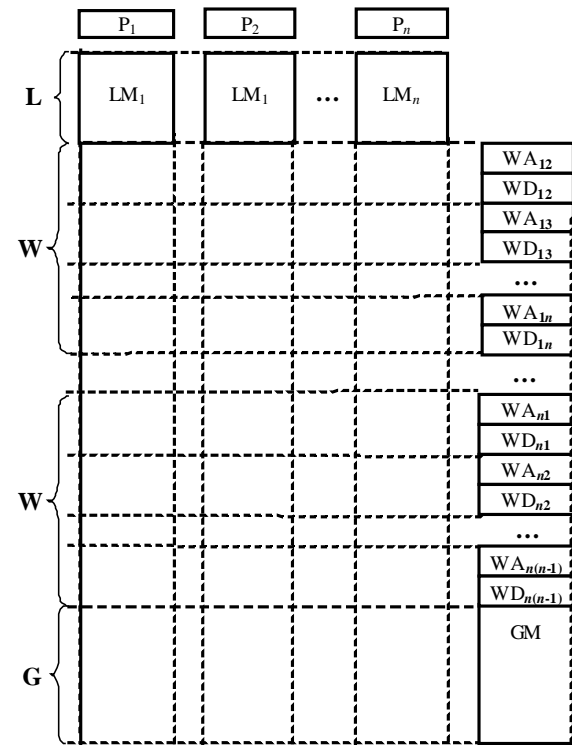 P1 P2 Pn
L LM1 LM1 ... LMn
WA12
WD12
WA13
W WD13
...
WA1n
WD1n
...
WAn1
WDn1
WAn2
W WDn2
...
WAn(n-1)
WDn(n-1)
GM
G